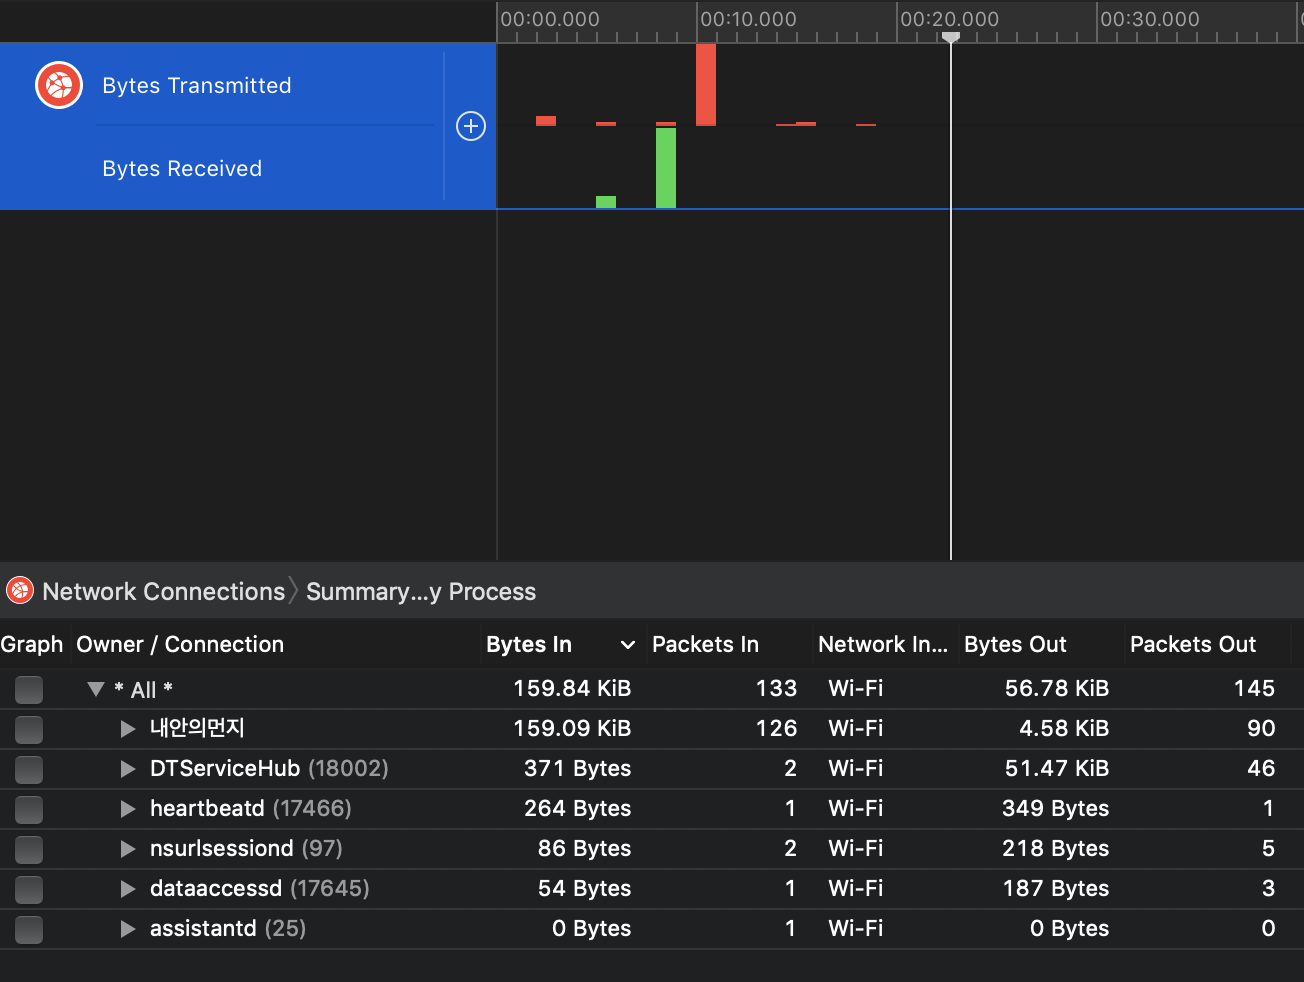 00:00.000 00:10.000 00:20.000 00:30.000
Bytes Transmitted
Bytes Received
Network Connections Summary...y Process
Graph Owner / Connection Bytes In Packets In Network In... Bytes Out Packets Out
* All * 159.84 KiB 133 Wi-Fi 56.78 KiB 145
내안의먼지 159.09 KiB 126 Wi-Fi 4.58 KiB 90
DTServiceHub (18002) 371 Bytes 2 Wi-Fi 51.47 KiB 46
heartbeatd (17466) 264 Bytes 1 Wi-Fi 349 Bytes 1
nsurlsessiond (97) 86 Bytes 2 Wi-Fi 218 Bytes 5
dataaccessd (17645) 54 Bytes 1 Wi-Fi 187 Bytes 3
assistantd (25) 0 Bytes 1 Wi-Fi 0 Bytes 0